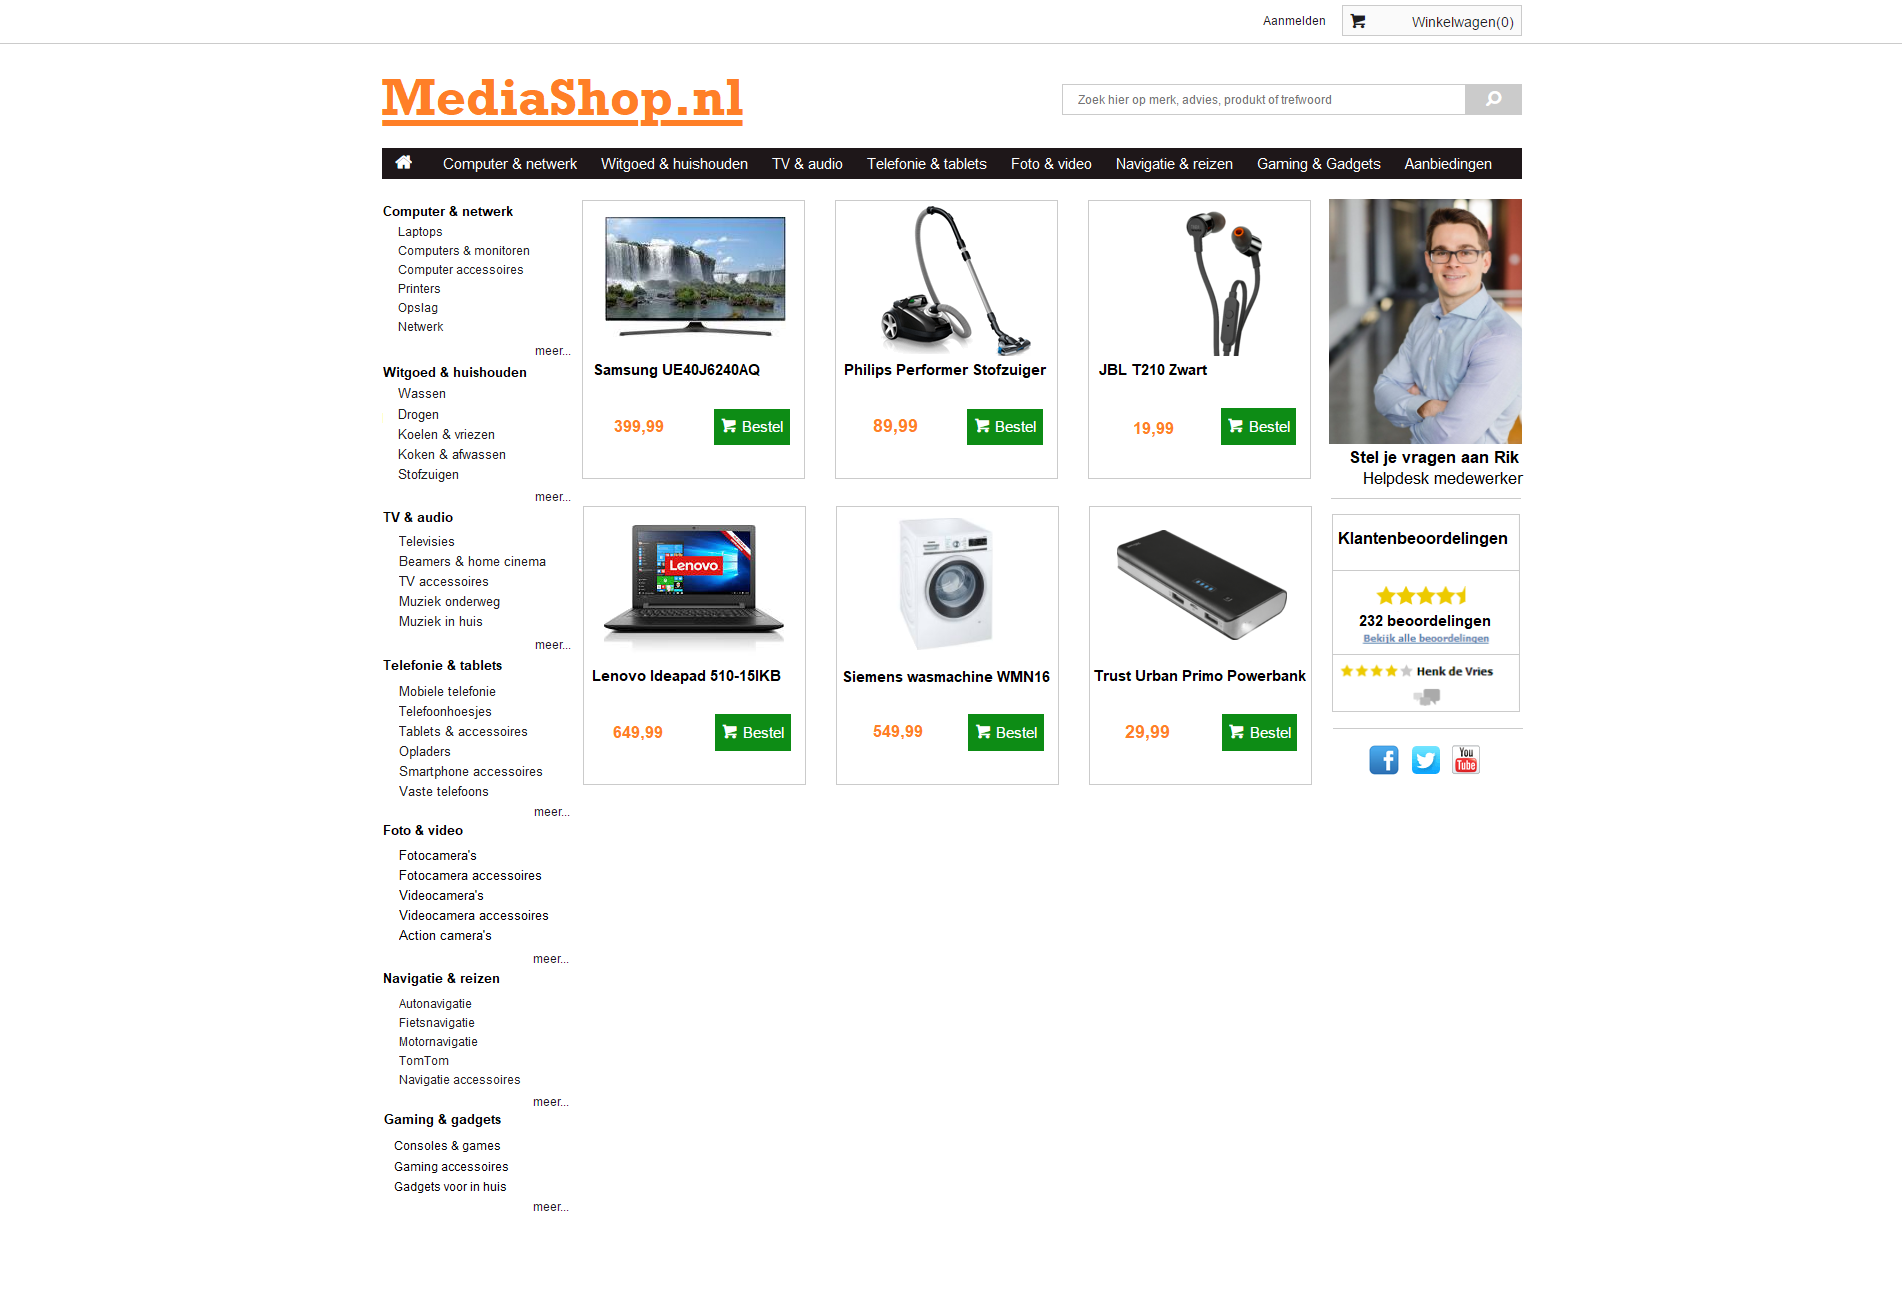 Aanmelden
Winkelwagen(0)
MediaShop.nl
Zoek hier op merk, advies, produkt of trefwoord
Computer & netwerk Witgoed & huishouden TV & audio Telefonie & tablets Foto & video Navigatie & reizen Gaming & Gadgets Aanbiedingen
Computer & netwerk
Laptops
Computers & monitoren
Computer accessoires
Printers
Opslag
Netwerk
meer...
Witgoed & huishouden
Wassen
Drogen
Koelen & vriezen
Koken & afwassen
Stofzuigen
meer...
TV & audio
Televisies
Beamers & home cinema
TV accessoires
Muziek onderweg
Muziek in huis
meer...
Telefonie & tablets
Mobiele telefonie
Telefoonhoesjes
Tablets & accessoires
Opladers
Smartphone accessoires
Vaste telefoons
meer...
Foto & video
Fotocamera's
Fotocamera accessoires
Videocamera's
Videocamera accessoires
Action camera's
meer...
Navigatie & reizen
Autonavigatie
Fietsnavigatie
Motornavigatie
TomTom
Navigatie accessoires
meer...
Gaming & gadgets
Consoles & games
Gaming accessoires
Gadgets voor in huis
meer...
Samsung UE40J6240AQ
399,99
Bestel
Philips Performer Stofzuiger
89,99
Bestel
JBL T210 Zwart
19,99
Bestel
Lenovo
Lenovo Ideapad 510-15IKB
649,99
Bestel
Siemens wasmachine WMN16
549,99
Bestel
Trust Urban Primo Powerbank
29,99
Bestel
Stel je vragen aan Rik
Helpdesk medewerker
Klantenbeoordelingen
232 beoordelingen
Bekijk alle beoordelingen
Henk de Vries
You
Tube